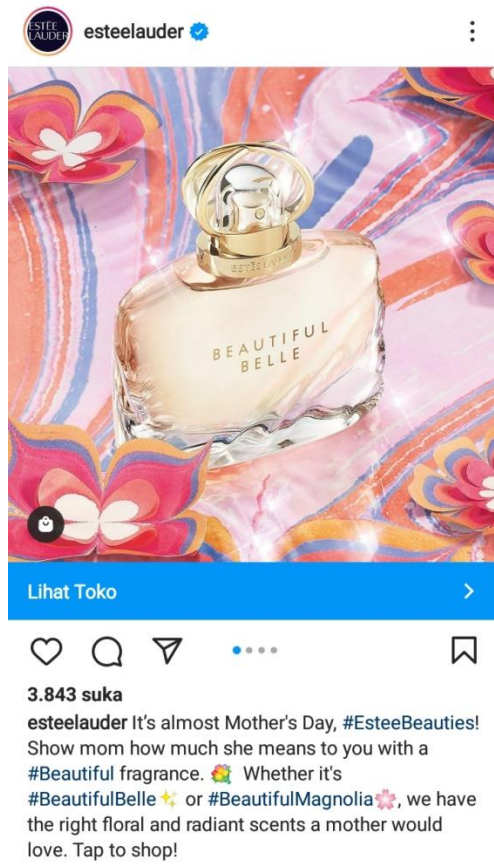 ESTÉE
LAUDER
esteelauder
ESTĒE LAUDER
BEAUTIFUL
BELLE
Lihat Toko
3.843 suka
esteelauder It's almost Mother's Day, #EsteeBeauties!
Show mom how much she means to you with a
#Beautiful fragrance. 💐 Whether it's
#BeautifulBelle✨ or #BeautifulMagnolia🌸, we have
the right floral and radiant scents a mother would
love. Tap to shop!